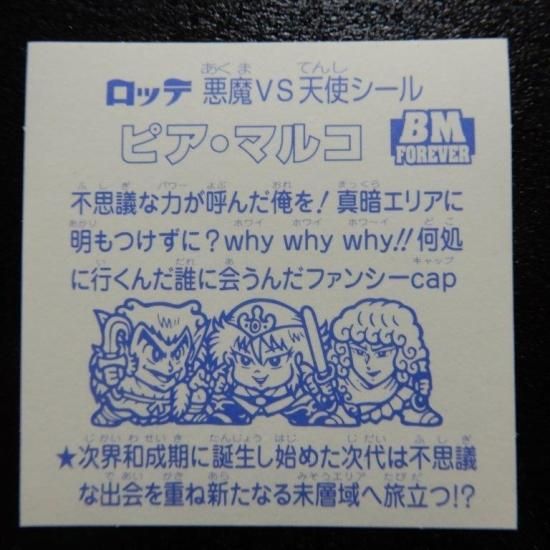 あくま てんし
ロッテ 悪魔VS天使シール
ピア・マルコ
BM
FOREVER
ふしぎ パワー よぶ おれ まっくら
不思議な力が呼んだ俺を!真暗エリアに
あかり ホワイ ホワイ ホワ〜イ どこ
明もつけずに?why why why!!何処
い だれ あ キャップ
に行くんだ誰に会うんだファンシーcap
じかいわせいき たんじょう はじ じだい ふしぎ
★次界和成期に誕生し始めた次代は不思議
であい かさ あら みそうエリア たびだ
な出会を重ね新たなる未層域へ旅立つ!?